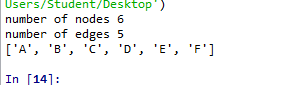 Users/Student/Desktop')
number of nodes 6
number of edges 5
['A', 'B', 'C', 'D', 'E', 'F']
In [14]: